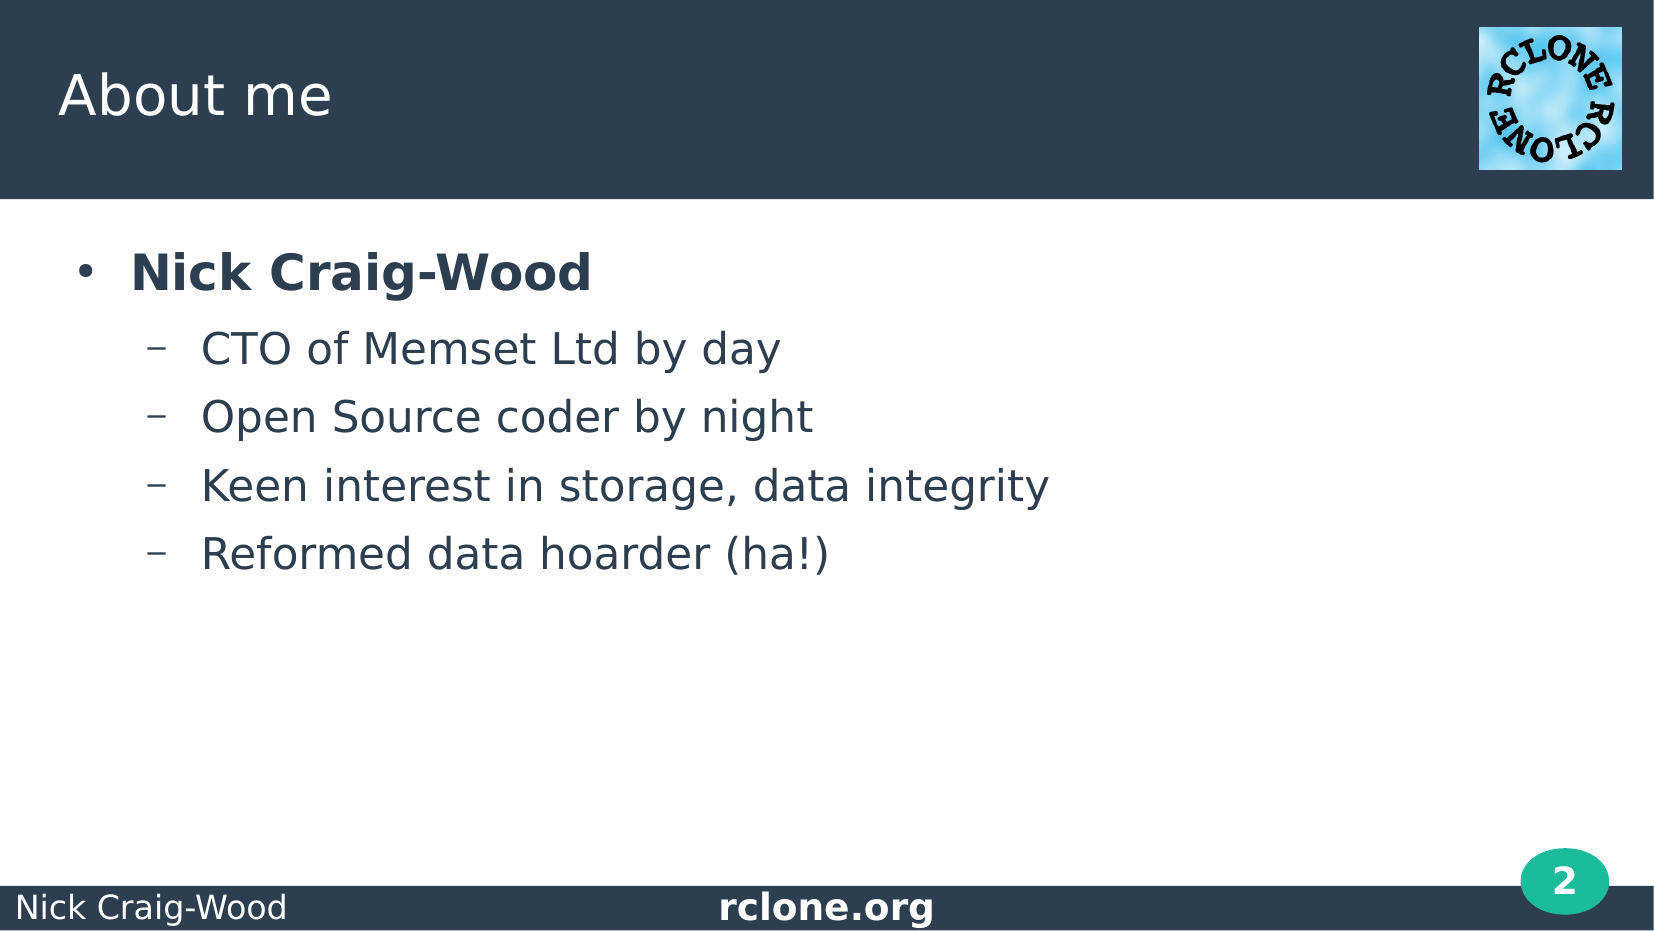 About me
RCLONE RCLONE
• Nick Craig-Wood
– CTO of Memset Ltd by day
– Open Source coder by night
– Keen interest in storage, data integrity
– Reformed data hoarder (ha!)
2
Nick Craig-Wood
rclone.org